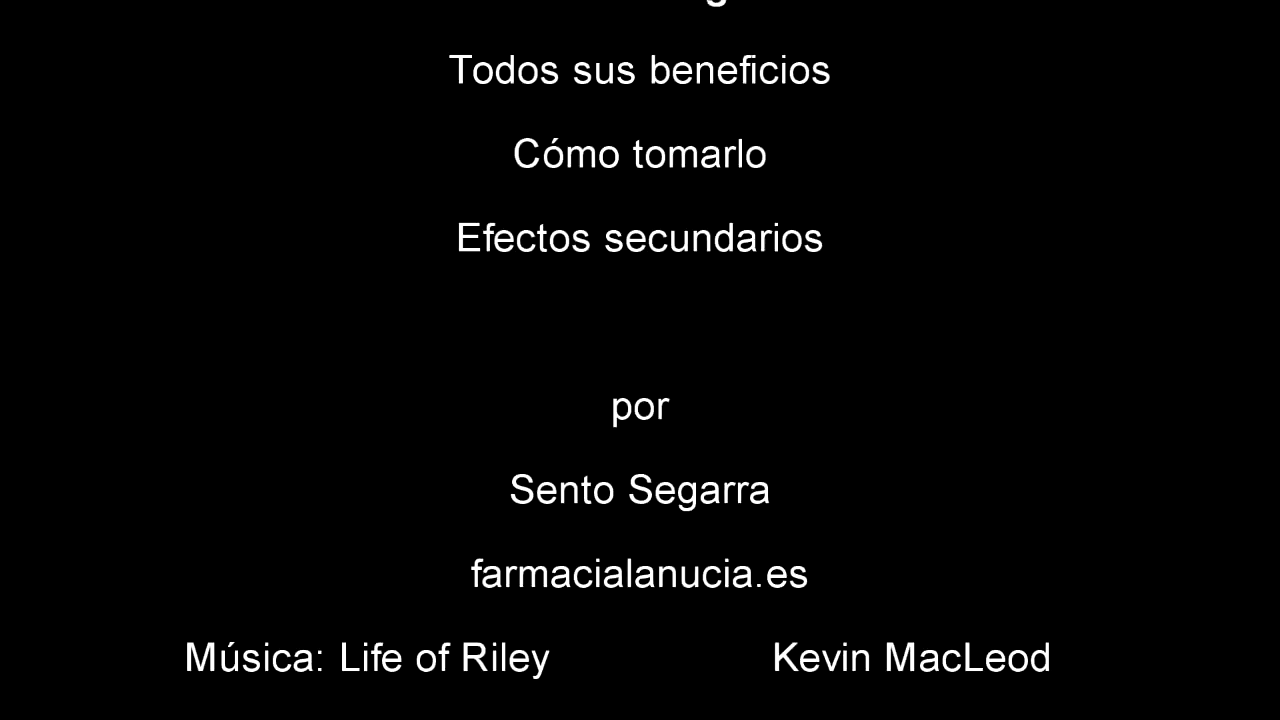 Todos sus beneficios
Cómo tomarlo
Efectos secundarios
por
Sento Segarra
farmacialanucia.es
Música: Life of Riley Kevin MacLeod